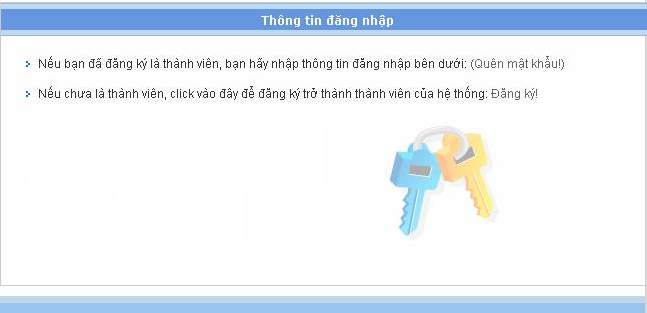 Thông tin đăng nhập
Nếu bạn đã đăng ký là thành viên, bạn hãy nhập thông tin đăng nhập bên dưới: (Quên mật khẩu!)
Nếu chưa là thành viên, click vào đây để đăng ký trở thành thành viên của hệ thống: Đăng ký!